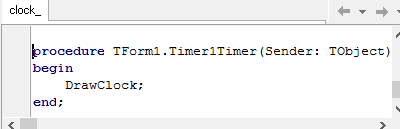 clock_
procedure TForm1.Timer1Timer(Sender: TObject)
begin
DrawClock;
end;